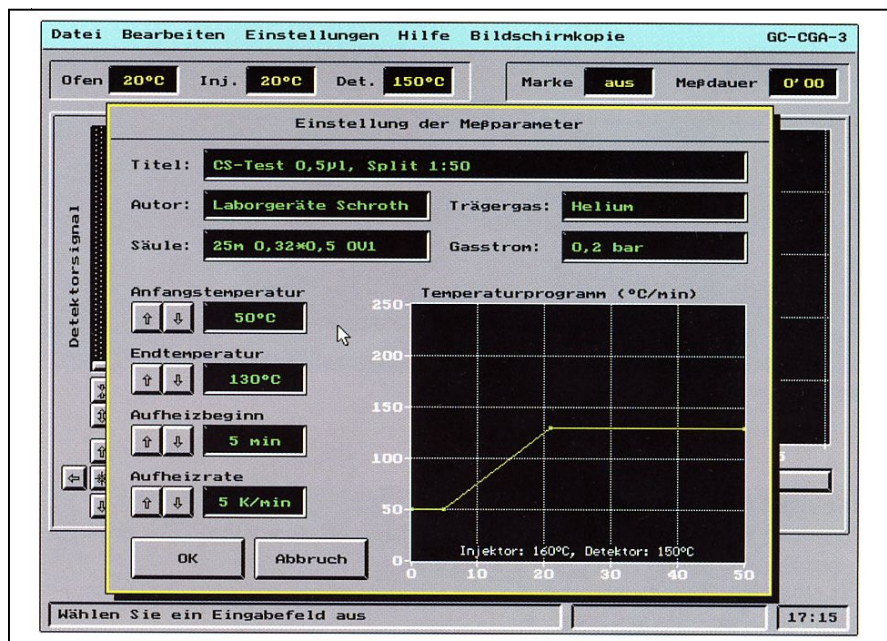 Datei Bearbeiten Einstellungen Hilfe Bildschirmkopie GC-CGA-3
Ofen 20°C Inj. 20°C Det. 150°C Marke aus Meβdauer 0'00
Einstellung der Meβparameter
Titel: CS-Test 0,5µl, Split 1:50
Autor: Laborgeräte Schroth Trägergas: Helium
Säule: 25m 0,32*0,5 OV1 Gasstrom: 0,2 bar
Detektorsignal
Anfangstemperatur
50°C
Endtemperatur
130°C
Aufheizbeginn
5 min
Aufheizrate
5 K/min
OK Abbruch
Temperaturprogramm (°C/min)
250
200
150
100
50
0
Injektor: 160°C, Detektor: 150°C
0 10 20 30 40 50
Wählen Sie ein Eingabefeld aus 17:15